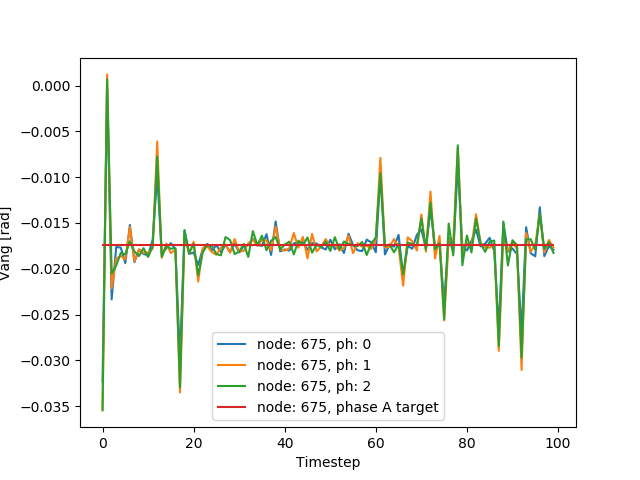 0.000
−0.005
−0.010
−0.015
−0.020
−0.025
−0.030
−0.035
Vang [rad]
node: 675, ph: 0
node: 675, ph: 1
node: 675, ph: 2
node: 675, phase A target
0 20 40 60 80 100
Timestep